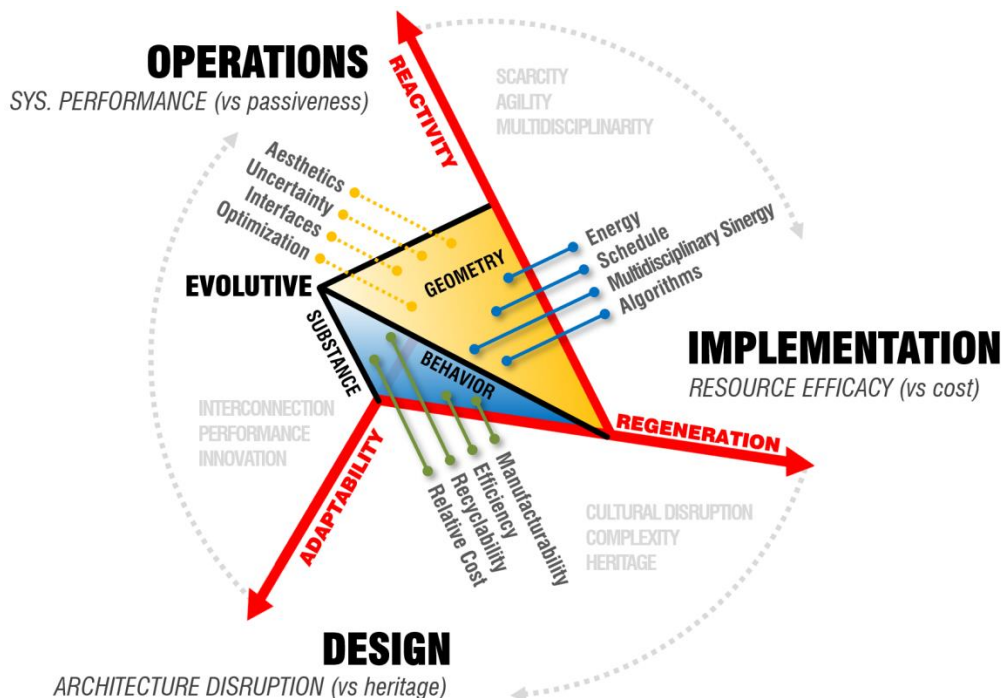 OPERATIONS
SYS. PERFORMANCE (vs passiveness)
REACTIVITY
SCARCITY
AGILITY
MULTIDISCIPLINARITY
Aesthetics
Uncertainty
Interfaces
Optimization
Energy
Schedule
Multidisciplinary Sinergy
Algorithms
GEOMETRY
EVOLUTIVE
SUBSTANCE
BEHAVIOR
IMPLEMENTATION
RESOURCE EFFICACY (vs cost)
REGENERATION
INTERCONNECTION
PERFORMANCE
INNOVATION
ADAPTABILITY
Manufacturability
Efficiency
Recyclability
Relative Cost
CULTURAL DISRUPTION
COMPLEXITY
HERITAGE
DESIGN
ARCHITECTURE DISRUPTION (vs heritage)